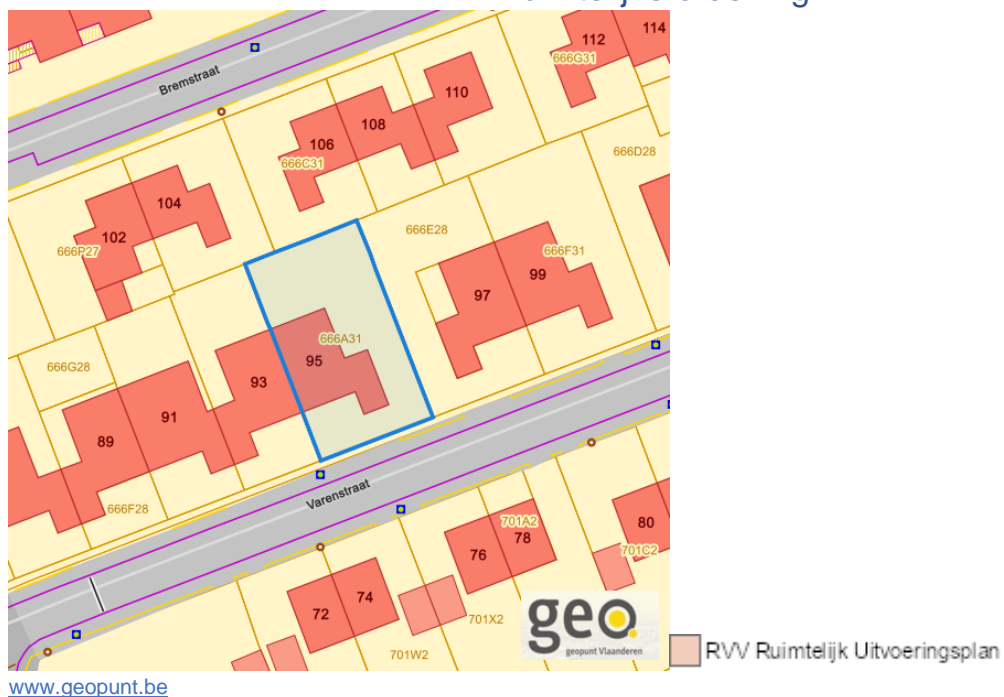 114
112
666G31
Bremstraat
110
108
106
666C31
666D28
104
102
666P27
666E28
666F31
99
97
666A31
95
93
666G28
91
89
666F28
Varenstraat
701A2
78
76
80
701C2
74
72
701X2
701W2
geo.
geopunt Vlaanderen
RVV Ruimtelijk Uitvoeringsplan
www.geopunt.be